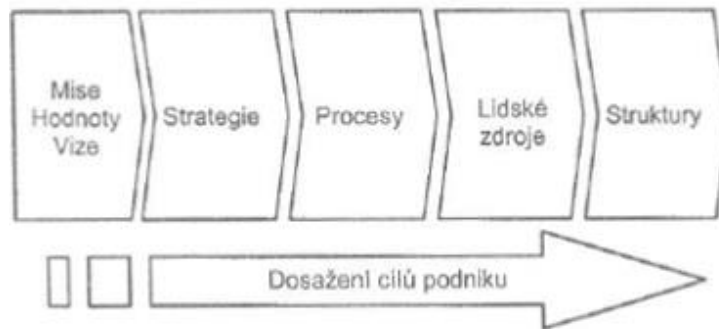 Mise
Hodnoty
Vize
Strategie
Procesy
Lidské
zdroje
Struktury
Dosažení cílů podniku